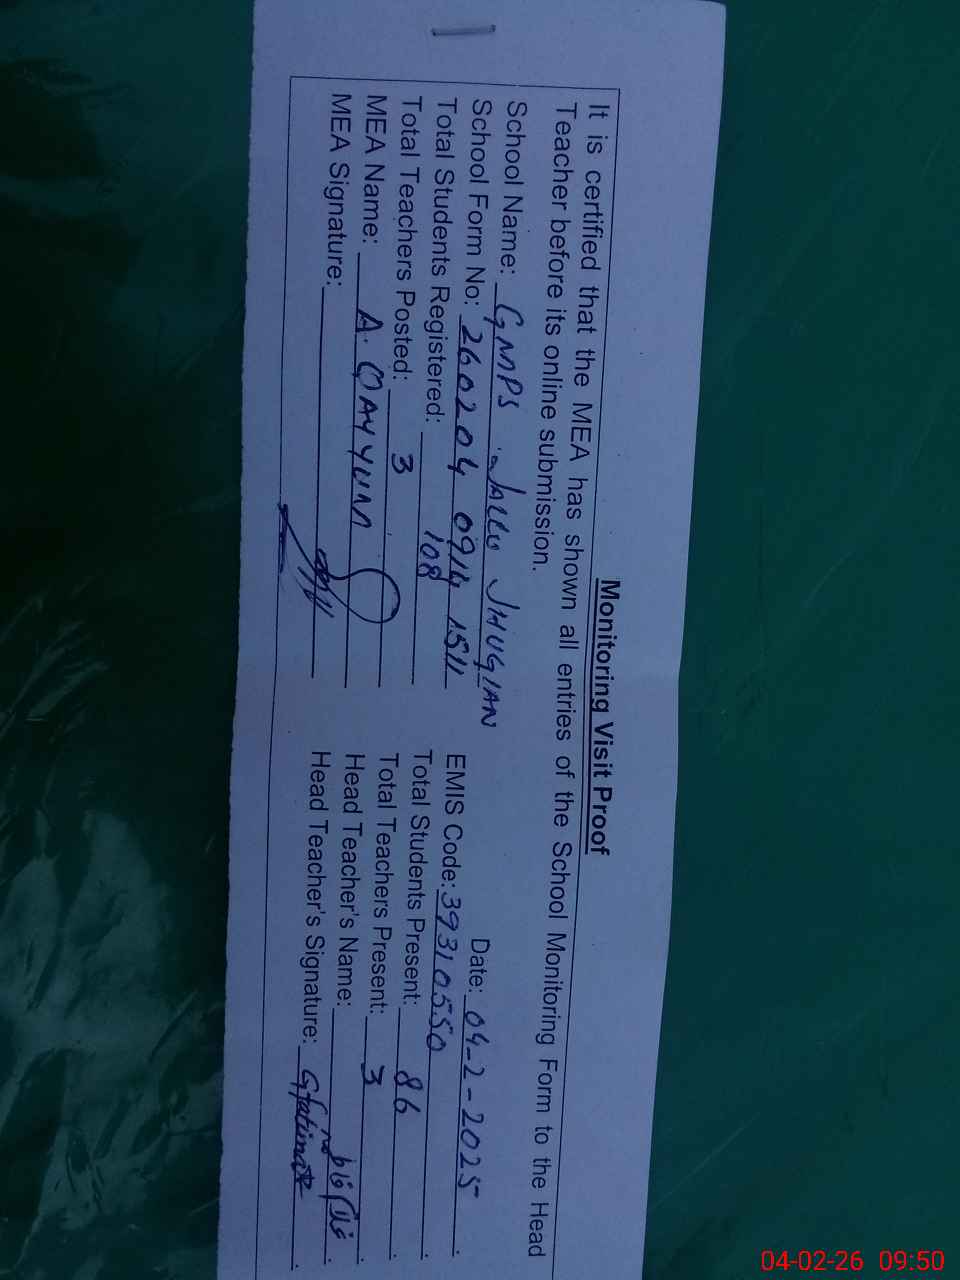 Monitoring Visit Proof
It is certified that the MEA has shown all entries of the School Monitoring Form to the Head
Teacher before its online submission.
School Name: GMPS JALLU JHUGIAN Date: 04-2-2025
School Form No: 260204 0914 1511 EMIS Code: 39310550
Total Students Registered: 108 Total Students Present: 86
Total Teachers Posted: 3 Total Teachers Present: 3
MEA Name: A. QAYYUM Head Teacher's Name:
MEA Signature: Head Teacher's Signature:
04-02-26 09:50